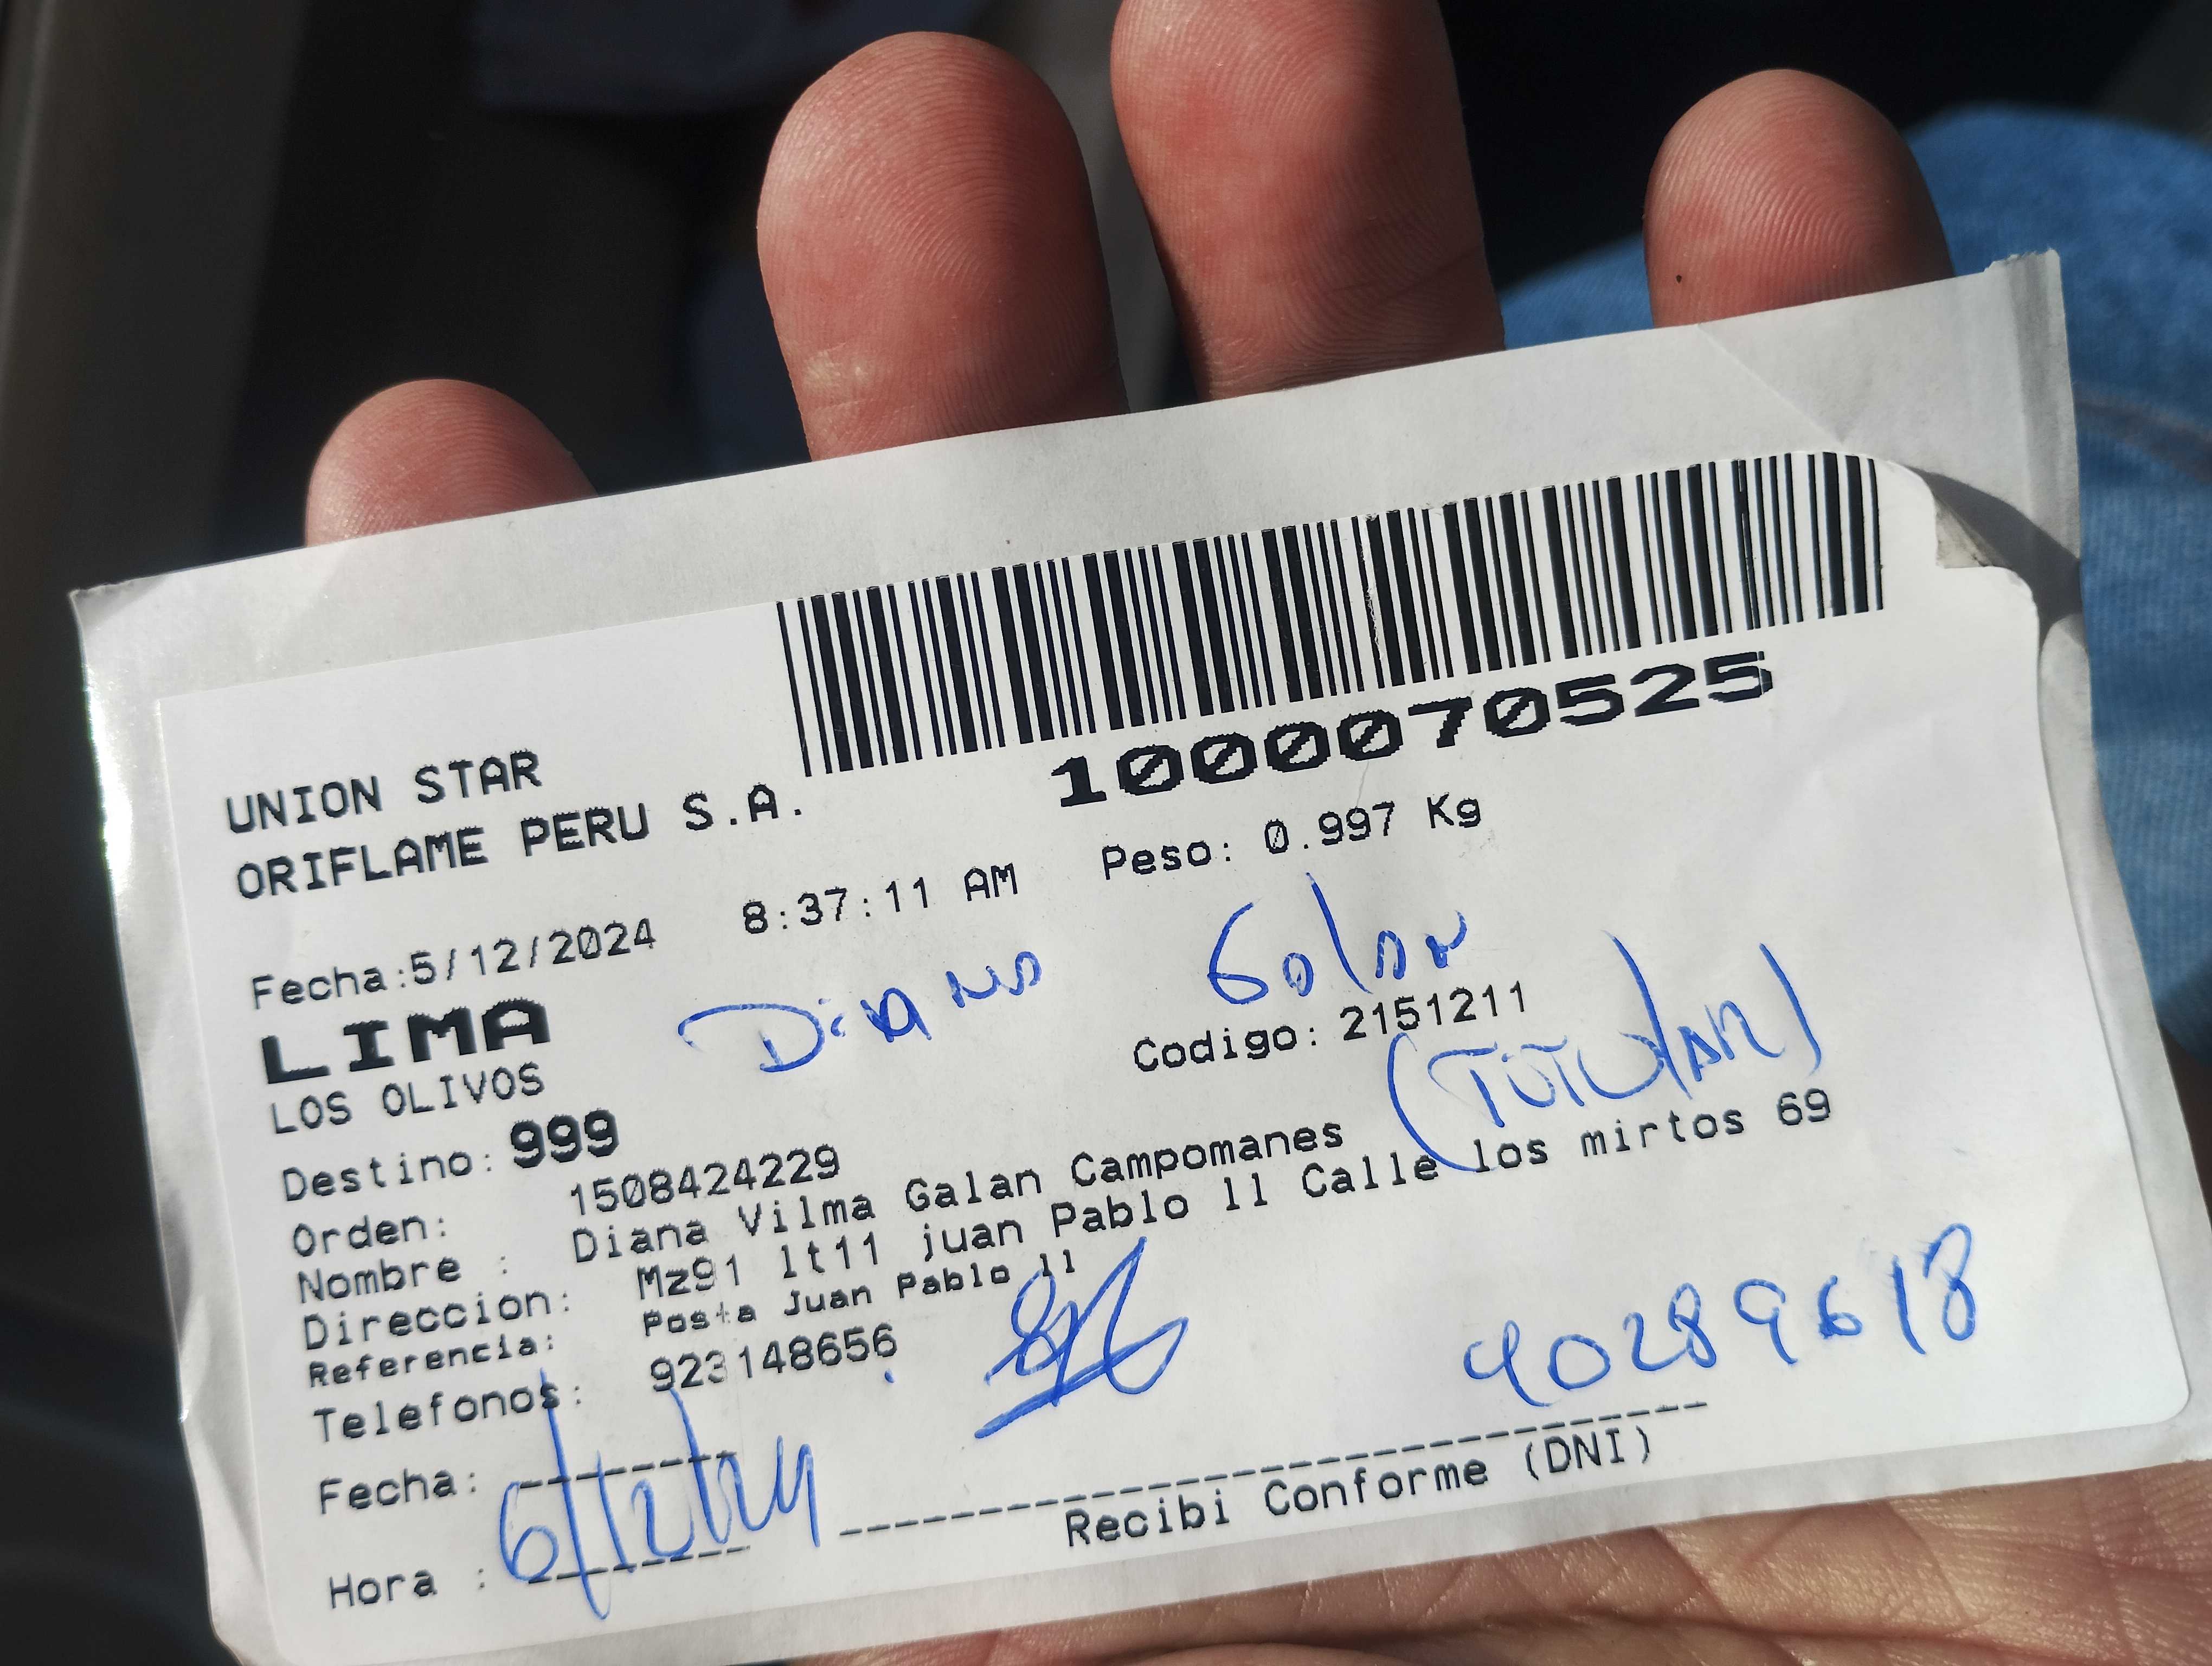 1000070525
UNION STAR
ORIFLAME PERU S.A.
Fecha:5/12/2024 8:37:11 AM Peso: 0.997 Kg
LIMA
Diana Galan
LOS OLIVOS
Codigo: 2151211
(TiTular)
Destino: 999
Orden: 1508424229
Nombre : Diana Vilma Galan Campomanes
Direccion: Mz91 lt11 juan Pablo ll Calle los mirtos 69
Referencia: Posta Juan Pablo ll
Telefonos: 923148656
40289618
Fecha:
6/12/24
Recibi Conforme (DNI)
Hora :